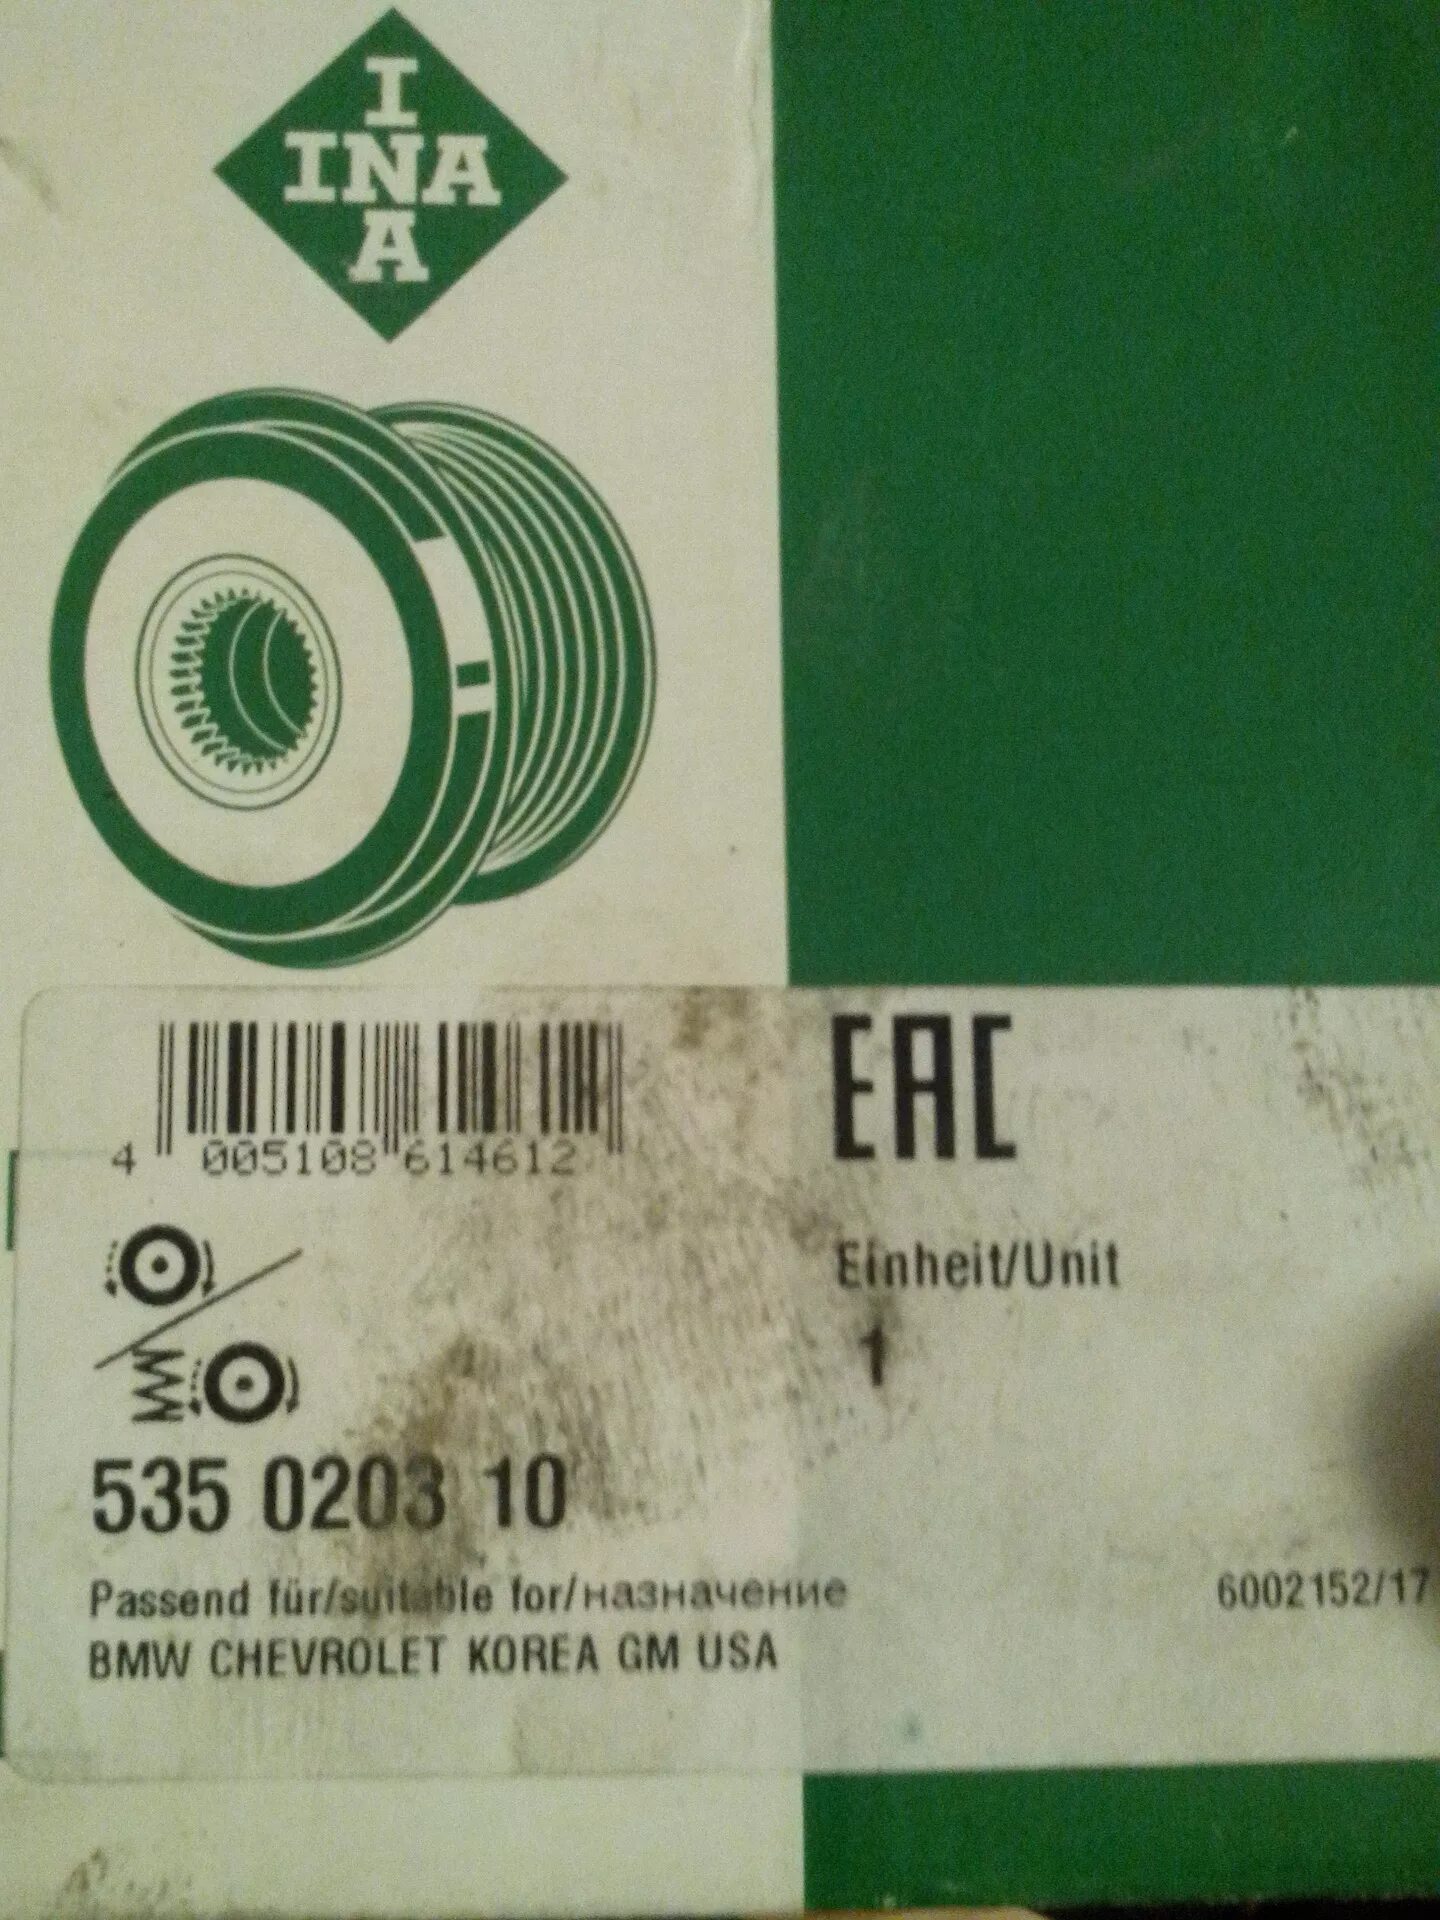 I
INA
A
4 005108 614612
EAC
Einheit/Unit
1
535 0203 10
Passend für/suitable for/назначение
6002152/17
BMW CHEVROLET KOREA GM USA